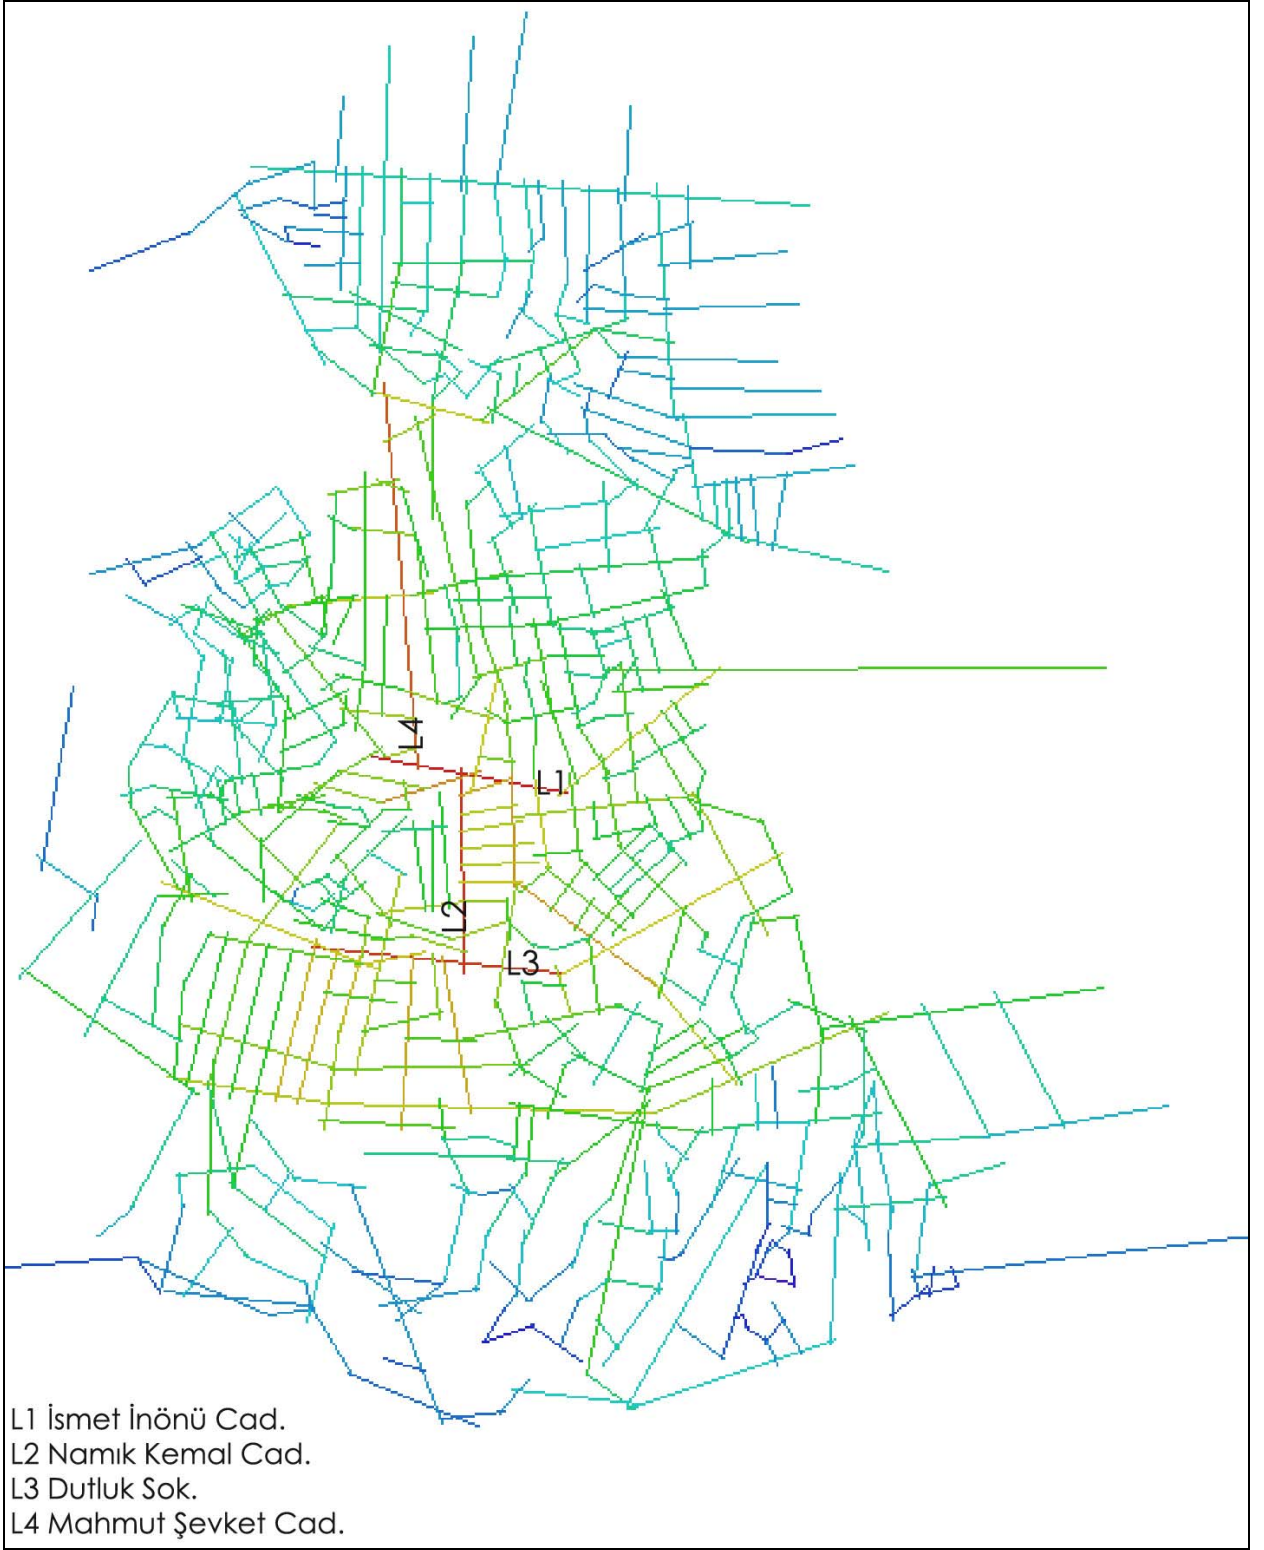 L4
L1
L2
L3
L1 İsmet İnönü Cad.
L2 Namık Kemal Cad.
L3 Dutluk Sok.
L4 Mahmut Şevket Cad.